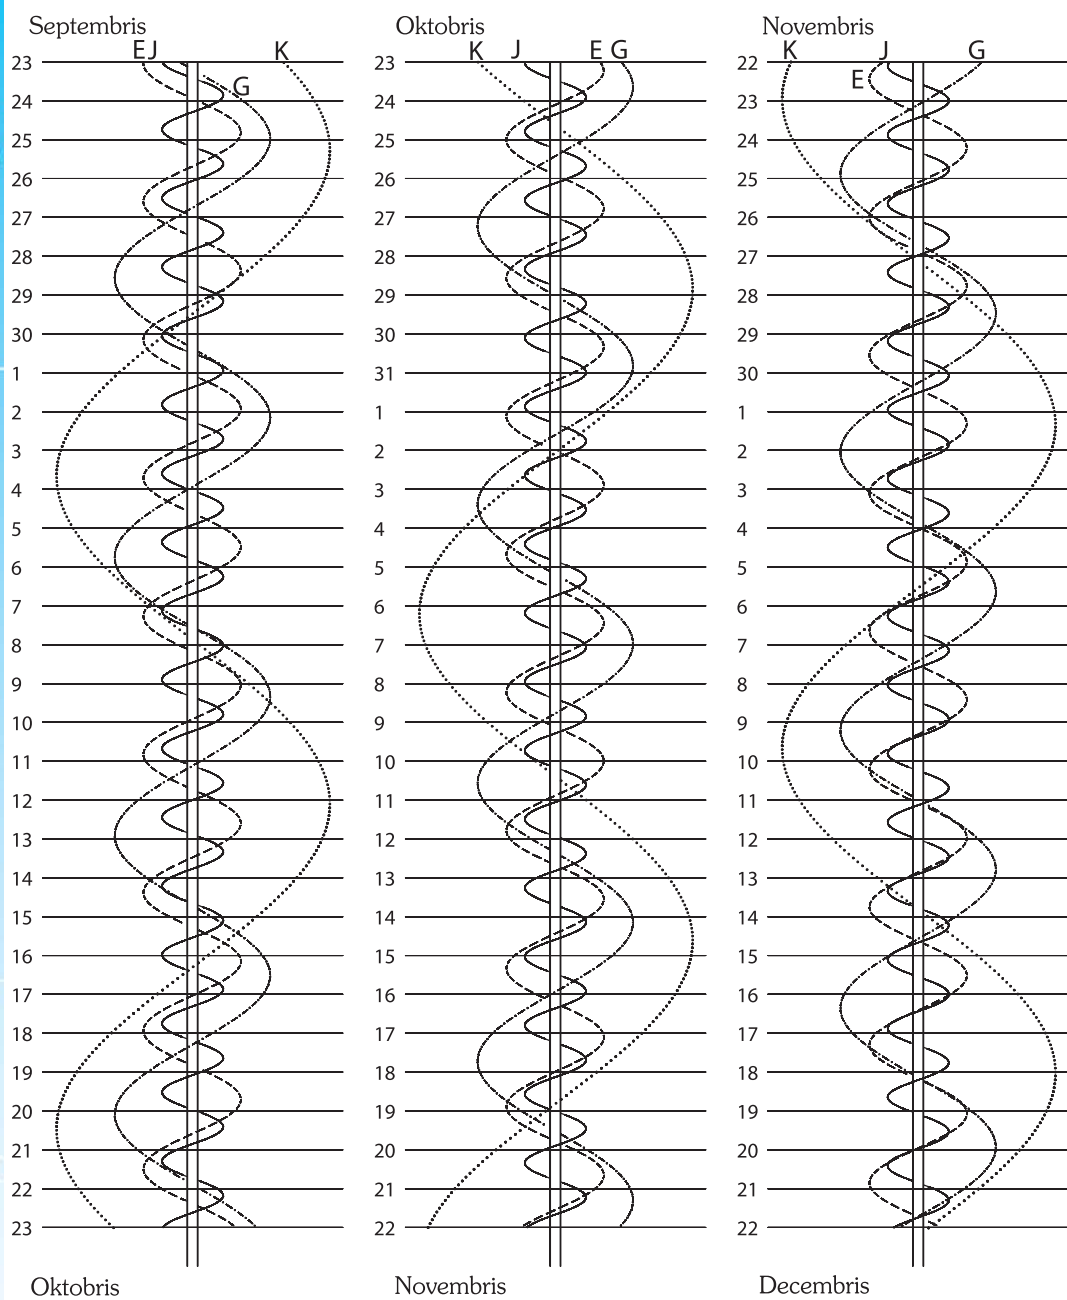 Septembris Oktobris Novembris
E J K K J E G K J G
23 23 22
G E
24 24 23
25 25 24
26 26 25
27 27 26
28 28 27
29 29 28
30 30 29
1 31 30
2 1 1
3 2 2
4 3 3
5 4 4
6 5 5
7 6 6
8 7 7
9 8 8
10 9 9
11 10 10
12 11 11
13 12 12
14 13 13
15 14 14
16 15 15
17 16 16
18 17 17
19 18 18
20 19 19
21 20 20
22 21 21
23 22 22
Oktobris Novembris Decembris